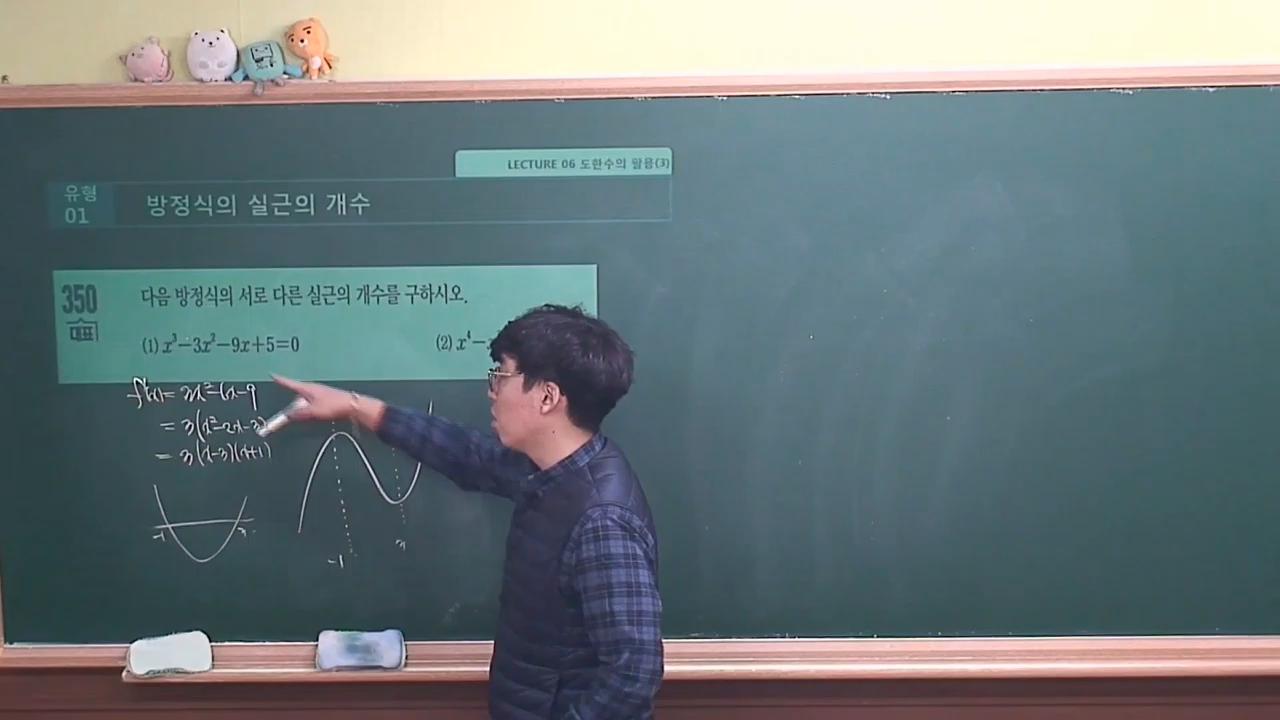 LECTURE 06 도함수의 활용(3)
유형
01
방정식의 실근의 개수
350
대표
다음 방정식의 서로 다른 실근의 개수를 구하시오.
(1) x³−3x²−9x+5=0
(2) x⁴−
f'(x)= 3x²-6x-9
= 3(x²-2x-3)
= 3(x-3)(x+1)
-1 3
-1 3